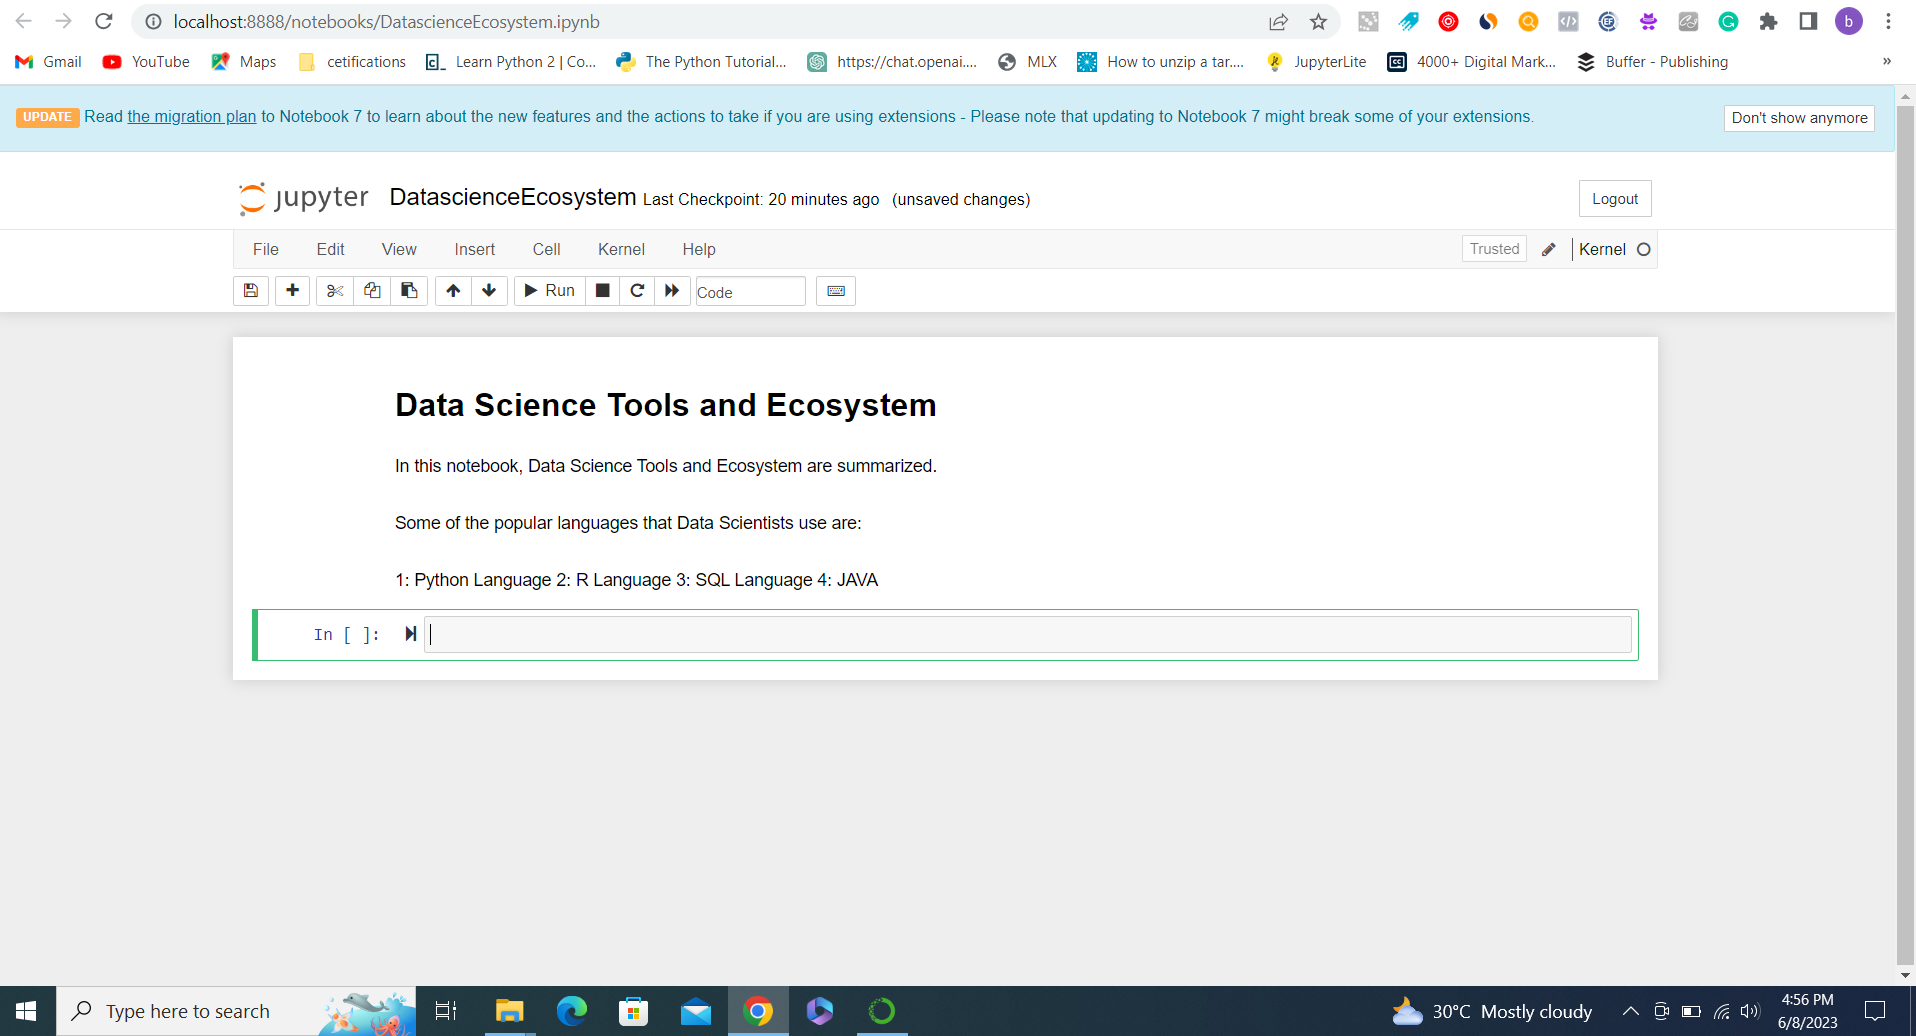 localhost:8888/notebooks/DatascienceEcosystem.ipynb
b
Gmail YouTube Maps cetifications Learn Python 2 | Co... The Python Tutorial... https://chat.openai.... MLX How to unzip a tar.... JupyterLite 4000+ Digital Mark... Buffer - Publishing »
UPDATE Read the migration plan to Notebook 7 to learn about the new features and the actions to take if you are using extensions - Please note that updating to Notebook 7 might break some of your extensions. Don't show anymore
jupyter DatascienceEcosystem Last Checkpoint: 20 minutes ago (unsaved changes) Logout
File Edit View Insert Cell Kernel Help Trusted Kernel
Run Code
Data Science Tools and Ecosystem
In this notebook, Data Science Tools and Ecosystem are summarized.
Some of the popular languages that Data Scientists use are:
1: Python Language 2: R Language 3: SQL Language 4: JAVA
In [ ]:
Type here to search 30°C Mostly cloudy 4:56 PM
6/8/2023